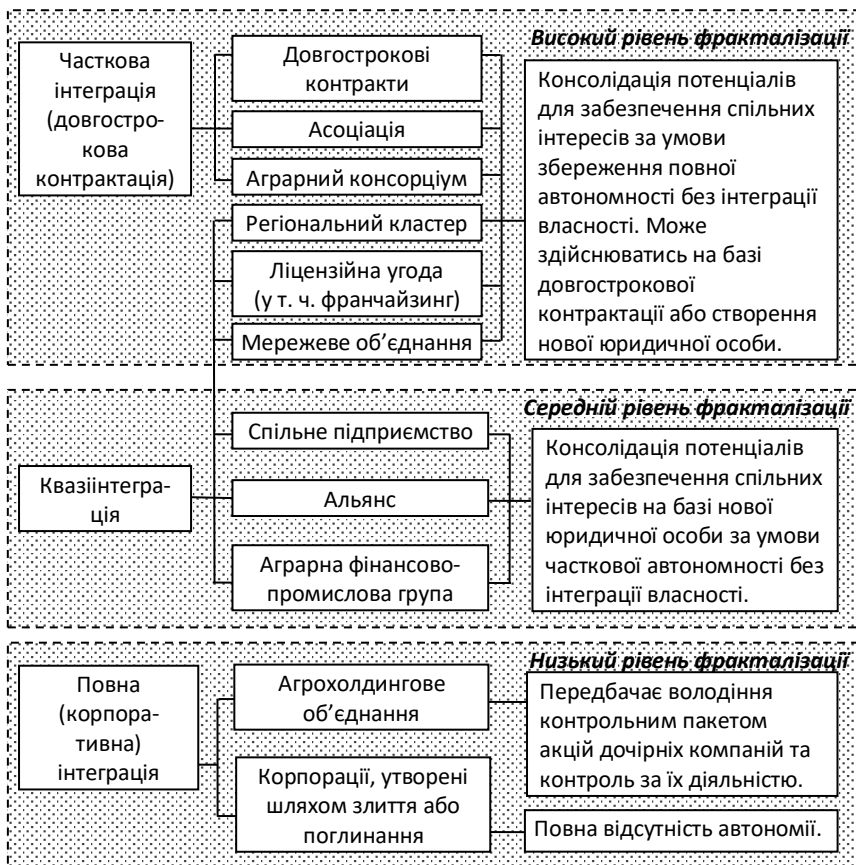 Високий рівень фракталізації
Часткова
інтеграція
(довгостро-
кова
контрактація)
Довгострокові
контракти
Асоціація
Аграрний консорціум
Регіональний кластер
Ліцензійна угода
(у т. ч. франчайзинг)
Мережеве об’єднання
Консолідація потенціалів
для забезпечення спільних
інтересів за умови
збереження повної
автономності без інтеграції
власності. Може
здійснюватись на базі
довгострокової
контрактації або створення
нової юридичної особи.
Середній рівень фракталізації
Квазіінтегра-
ція
Спільне підприємство
Альянс
Аграрна фінансово-
промислова група
Консолідація потенціалів
для забезпечення спільних
інтересів на базі нової
юридичної особи за умови
часткової автономності без
інтеграції власності.
Низький рівень фракталізації
Повна
(корпора-
тивна)
інтеграція
Агрохолдингове
об’єднання
Корпорації, утворені
шляхом злиття або
поглинання
Передбачає володіння
контрольним пакетом
акцій дочірніх компаній та
контроль за їх діяльністю.
Повна відсутність автономії.